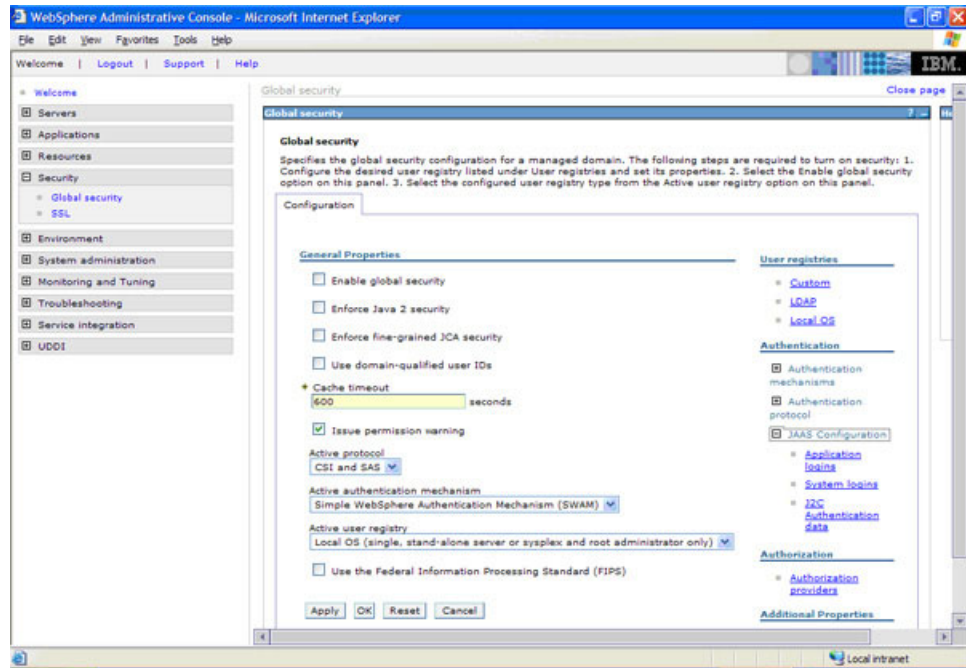 WebSphere Administrative Console - Microsoft Internet Explorer
File Edit View Favorites Tools Help
Welcome | Logout | Support | Help
IBM.
Welcome
Servers
Applications
Resources
Security
Global security
SSL
Environment
System administration
Monitoring and Tuning
Troubleshooting
Service integration
UDDI
Global security
Close page
Global security
? -
Global security
Specifies the global security configuration for a managed domain. The following steps are required to turn on security: 1.
Configure the desired user registry listed under User registries and set its properties. 2. Select the Enable global security
option on this panel. 3. Select the configured user registry type from the Active user registry option on this panel.
Configuration
General Properties
Enable global security
Enforce Java 2 security
Enforce fine-grained JCA security
Use domain-qualified user IDs
Cache timeout
600 seconds
Issue permission warning
Active protocol
CSI and SAS
Active authentication mechanism
Simple WebSphere Authentication Mechanism (SWAM)
Active user registry
Local OS (single, stand-alone server or sysplex and root administrator only)
Use the Federal Information Processing Standard (FIPS)
Apply OK Reset Cancel
User registries
Custom
LDAP
Local OS
Authentication
Authentication
mechanisms
Authentication
protocol
JAAS Configuration
Application
logins
System logins
J2C
Authentication
data
Authorization
Authorization
providers
Additional Properties
Local intranet